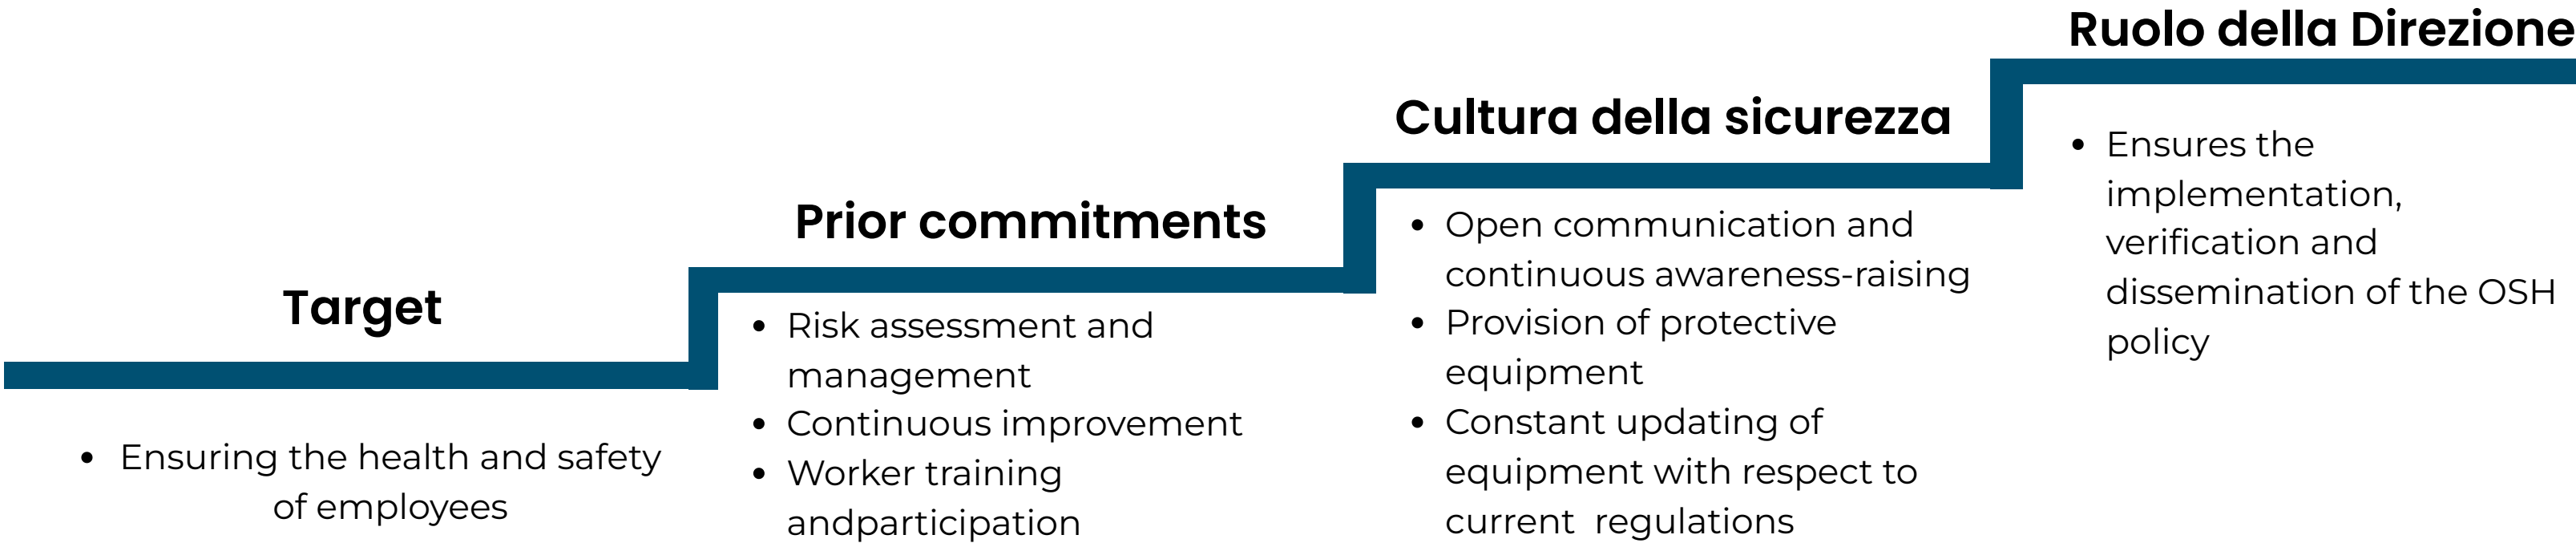 Target
• Ensuring the health and safety
of employees
Prior commitments
• Risk assessment and
management
• Continuous improvement
• Worker training
andparticipation
Cultura della sicurezza
• Open communication and
continuous awareness-raising
• Provision of protective
equipment
• Constant updating of
equipment with respect to
current  regulations
Ruolo della Direzione
• Ensures the
implementation,
verification and
dissemination of the OSH
policy